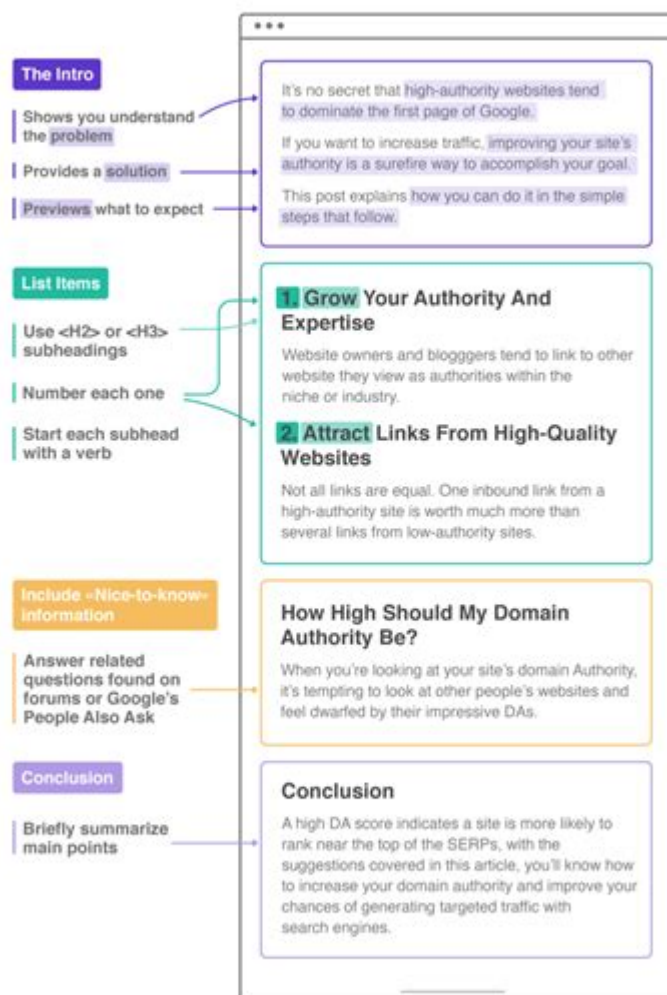 The Intro
Shows you understand
the problem
Provides a solution
Previews what to expect
It's no secret that high-authority websites tend
to dominate the first page of Google.
If you want to increase traffic, improving your site's
authority is a surefire way to accomplish your goal.
This post explains how you can do it in the simple
steps that follow.
List Items
Use <H2> or <H3>
subheadings
Number each one
Start each subhead
with a verb
1. Grow Your Authority And
Expertise
Website owners and blogggers tend to link to other
website they view as authorities within the
niche or industry.
2. Attract Links From High-Quality
Websites
Not all links are equal. One inbound link from a
high-authority site is worth much more than
several links from low-authority sites.
Include «Nice-to-know»
information
Answer related
questions found on
forums or Google's
People Also Ask
How High Should My Domain
Authority Be?
When you're looking at your site's domain Authority,
it's tempting to look at other people's websites and
feel dwarfed by their impressive DAs.
Conclusion
Briefly summarize
main points
Conclusion
A high DA score indicates a site is more likely to
rank near the top of the SERPs, with the
suggestions covered in this article, you'll know how
to increase your domain authority and improve your
chances of generating targeted traffic with
search engines.